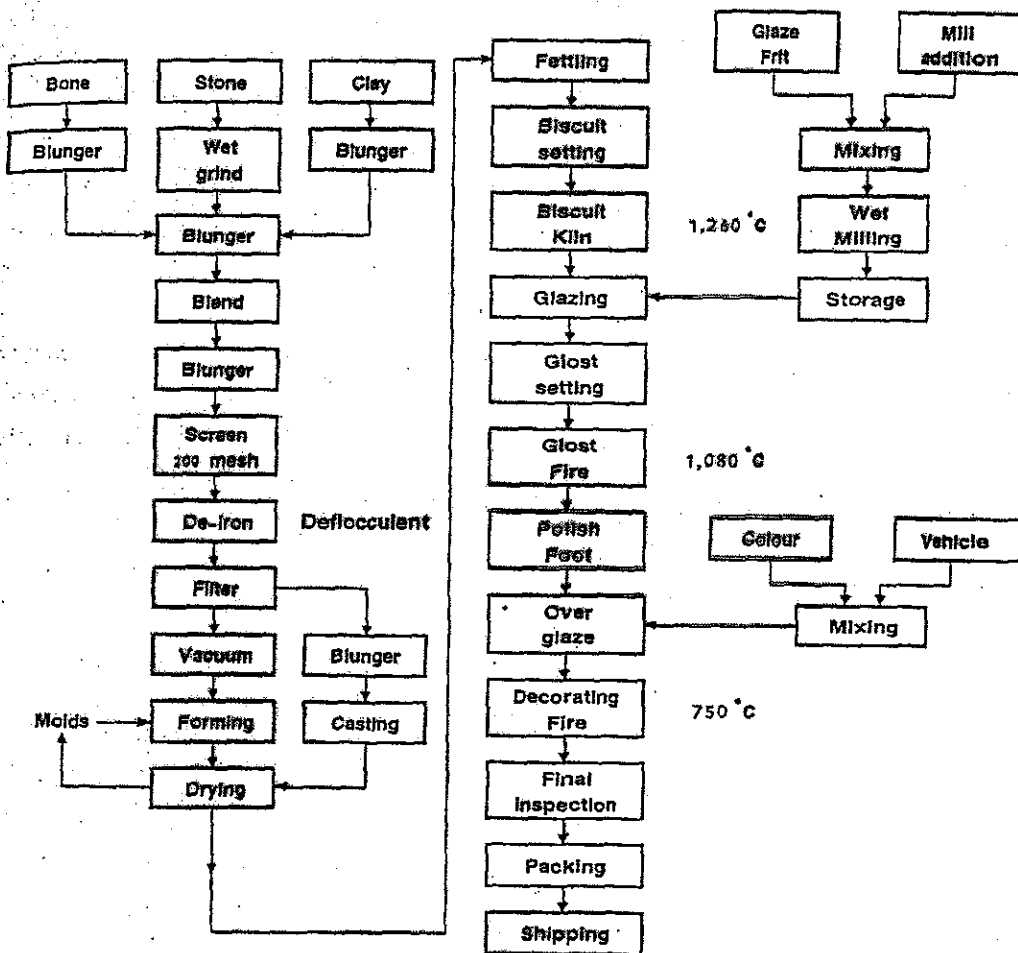 Bone
Stone
Clay
Blunger
Wet
grind
Blunger
Blunger
Blend
Blunger
Screen
200 mesh
De-iron
Deflocculent
Filter
Vacuum
Blunger
Molds
Forming
Casting
Drying
Fettling
Biscuit
setting
Biscuit
Kiln
1,260 °C
Glazing
Glost
setting
Glost
Fire
1,080 °C
Polish
Foot
Over
glaze
Decorating
Fire
750 °C
Final
inspection
Packing
Shipping
Glaze
Frit
Mill
addition
Mixing
Wet
Milling
Storage
Colour
Vehicle
Mixing